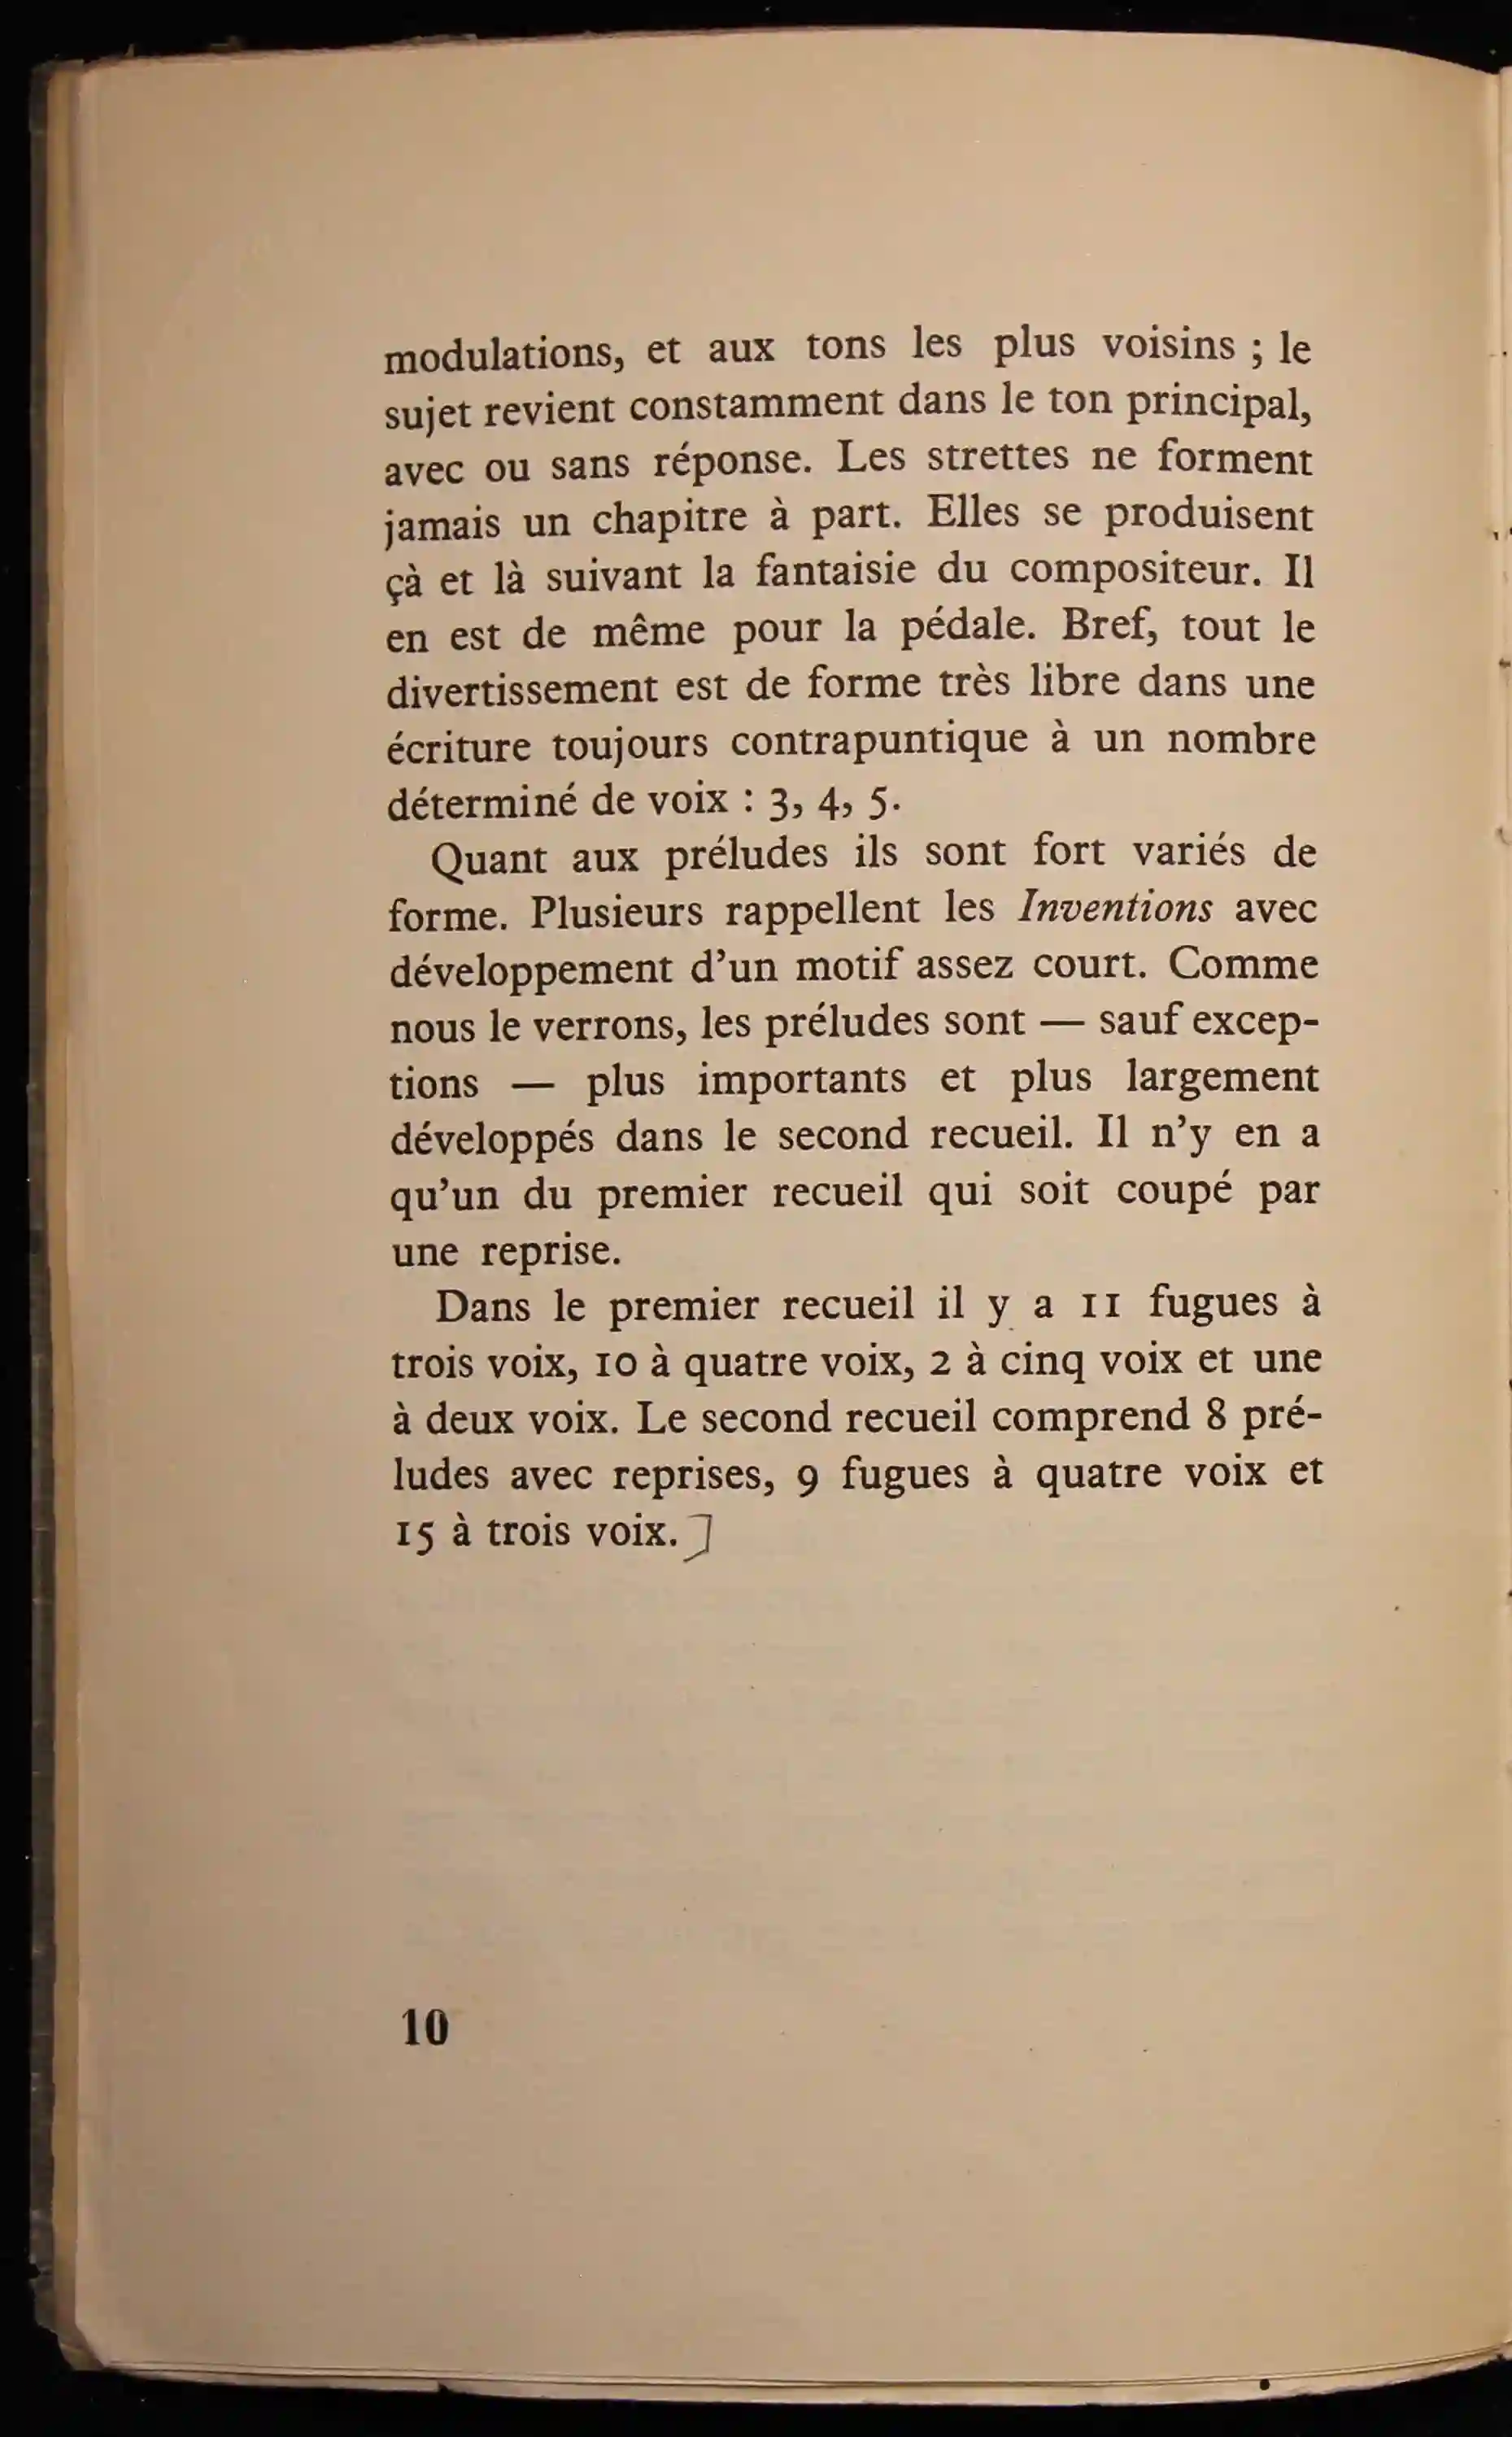 modulations, et aux tons les plus voisins ; le
sujet revient constamment dans le ton principal,
avec ou sans réponse. Les strettes ne forment
jamais un chapitre à part. Elles se produisent
çà et là suivant la fantaisie du compositeur. Il
en est de même pour la pédale. Bref, tout le
divertissement est de forme très libre dans une
écriture toujours contrapuntique à un nombre
déterminé de voix : 3, 4, 5.
Quant aux préludes ils sont fort variés de
forme. Plusieurs rappellent les Inventions avec
développement d'un motif assez court. Comme
nous le verrons, les préludes sont — sauf excep-
tions — plus importants et plus largement
développés dans le second recueil. Il n'y en a
qu'un du premier recueil qui soit coupé par
une reprise.
Dans le premier recueil il y a 11 fugues à
trois voix, 10 à quatre voix, 2 à cinq voix et une
à deux voix. Le second recueil comprend 8 pré-
ludes avec reprises, 9 fugues à quatre voix et
15 à trois voix. ]
10